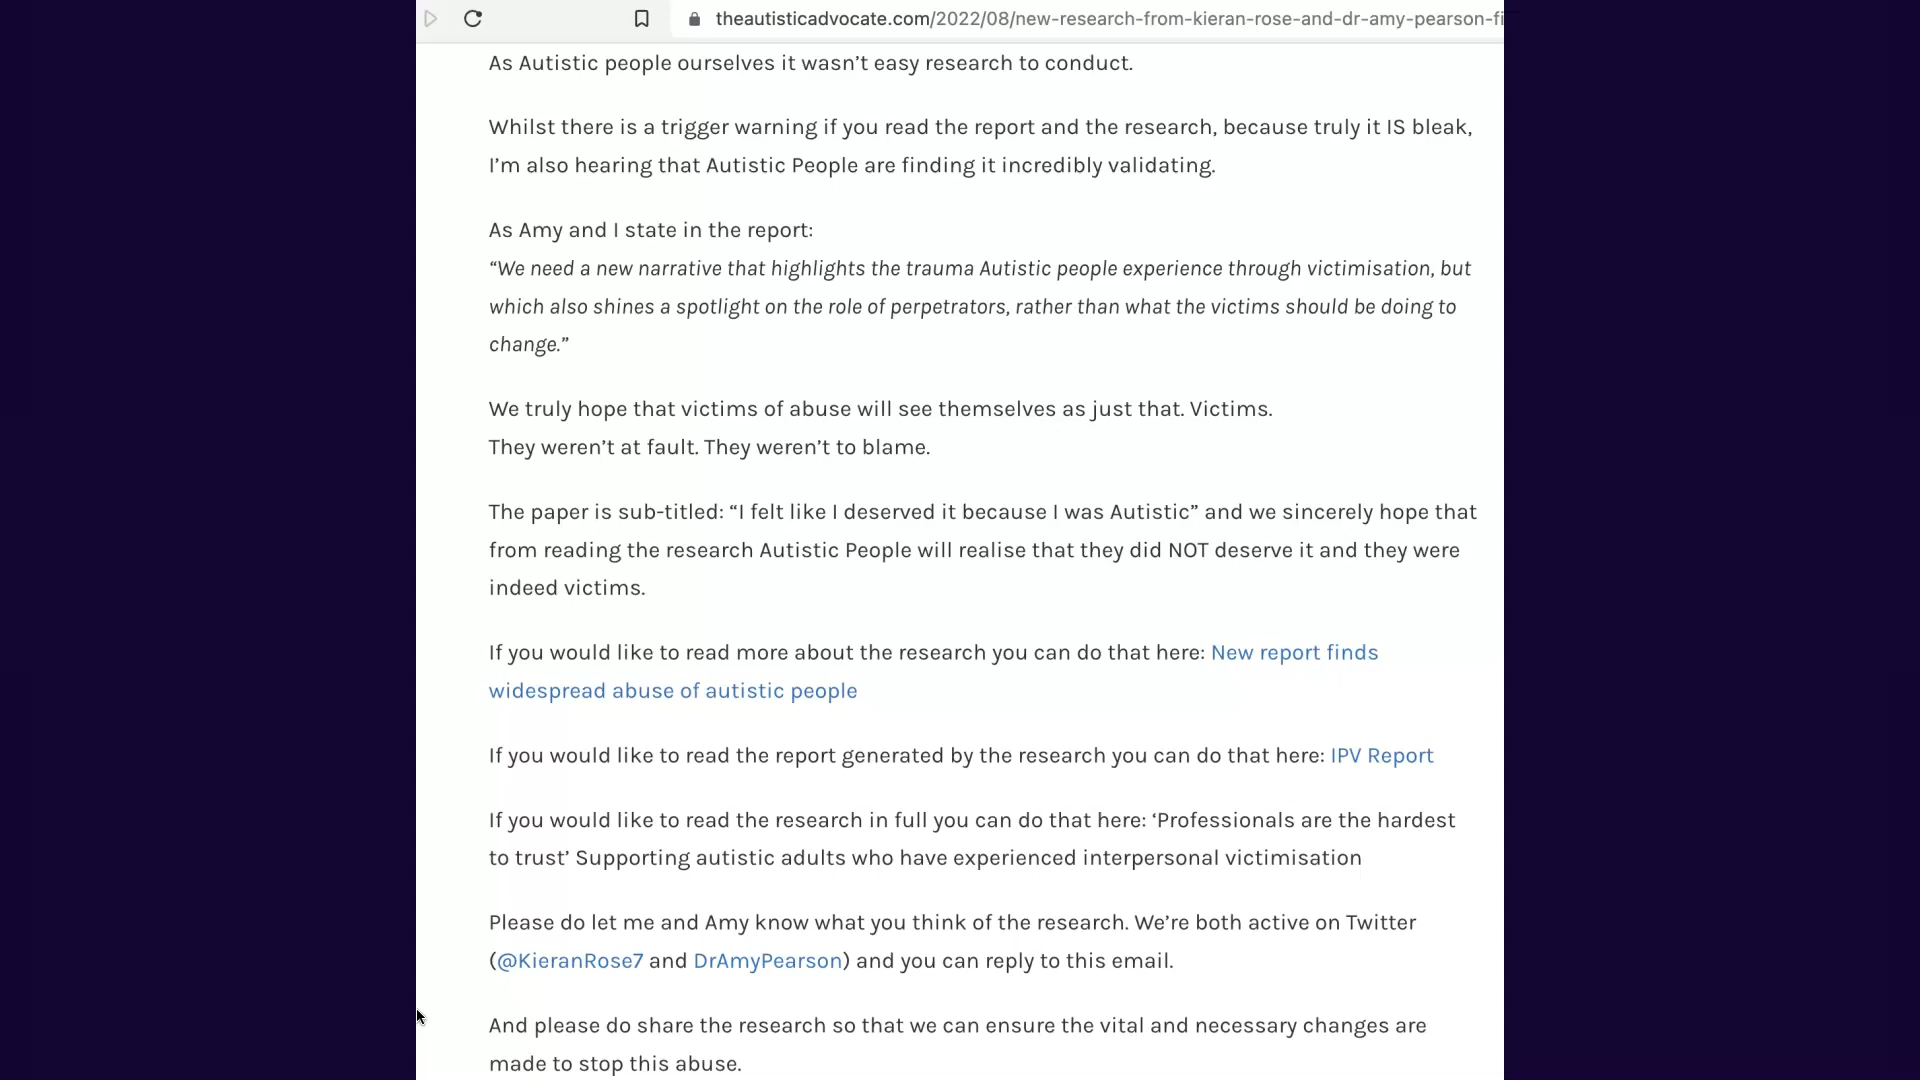 theautisticadvocate.com/2022/08/new-research-from-kieran-rose-and-dr-amy-pearson-fi
As Autistic people ourselves it wasn’t easy research to conduct.
Whilst there is a trigger warning if you read the report and the research, because truly it IS bleak,
I’m also hearing that Autistic People are finding it incredibly validating.
As Amy and I state in the report:
“We need a new narrative that highlights the trauma Autistic people experience through victimisation, but
which also shines a spotlight on the role of perpetrators, rather than what the victims should be doing to
change.”
We truly hope that victims of abuse will see themselves as just that. Victims.
They weren’t at fault. They weren’t to blame.
The paper is sub-titled: “I felt like I deserved it because I was Autistic” and we sincerely hope that
from reading the research Autistic People will realise that they did NOT deserve it and they were
indeed victims.
If you would like to read more about the research you can do that here: New report finds
widespread abuse of autistic people
If you would like to read the report generated by the research you can do that here: IPV Report
If you would like to read the research in full you can do that here: ‘Professionals are the hardest
to trust’ Supporting autistic adults who have experienced interpersonal victimisation
Please do let me and Amy know what you think of the research. We’re both active on Twitter
(@KieranRose7 and DrAmyPearson) and you can reply to this email.
And please do share the research so that we can ensure the vital and necessary changes are
made to stop this abuse.